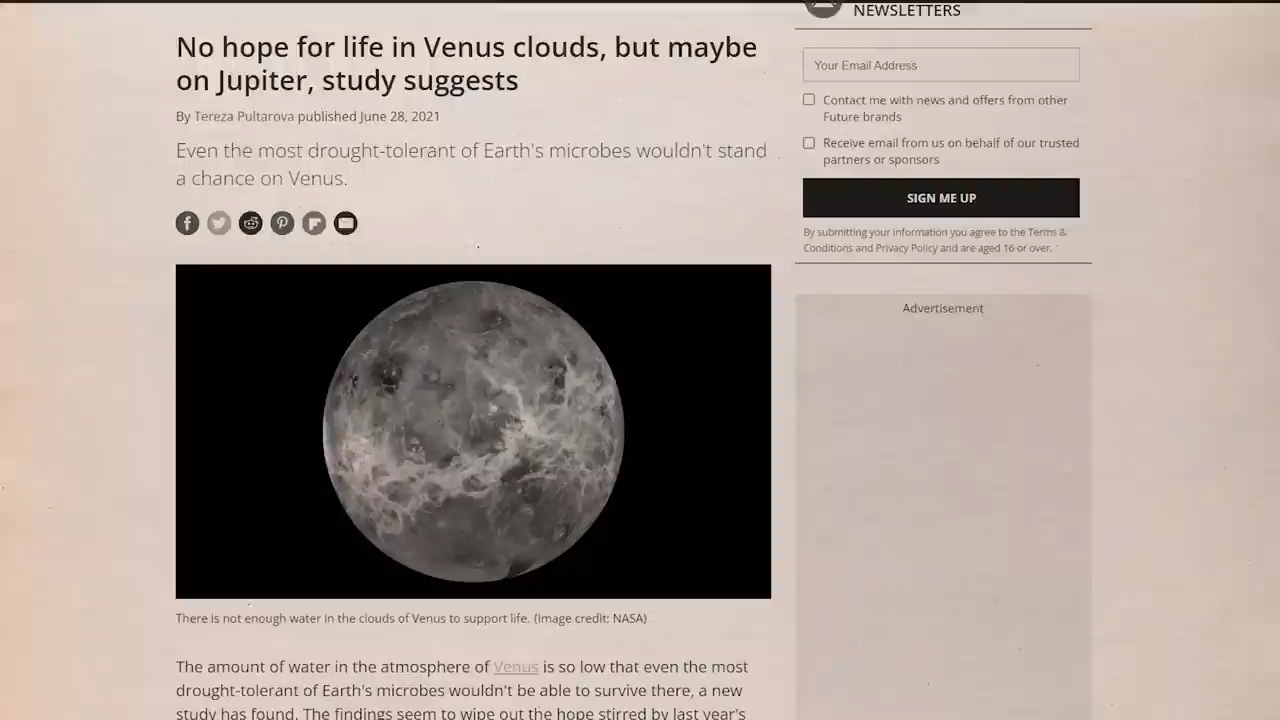 No hope for life in Venus clouds, but maybe
on Jupiter, study suggests
By Tereza Pultarova published June 28, 2021
Even the most drought-tolerant of Earth's microbes wouldn't stand
a chance on Venus.
There is not enough water in the clouds of Venus to support life. (Image credit: NASA)
The amount of water in the atmosphere of Venus is so low that even the most
drought-tolerant of Earth's microbes wouldn't be able to survive there, a new
study has found. The findings seem to wipe out the hope stirred by last year's
NEWSLETTERS
Your Email Address
Contact me with news and offers from other
Future brands
Receive email from us on behalf of our trusted
partners or sponsors
SIGN ME UP
By submitting your information you agree to the Terms &
Conditions and Privacy Policy and are aged 16 or over.
Advertisement